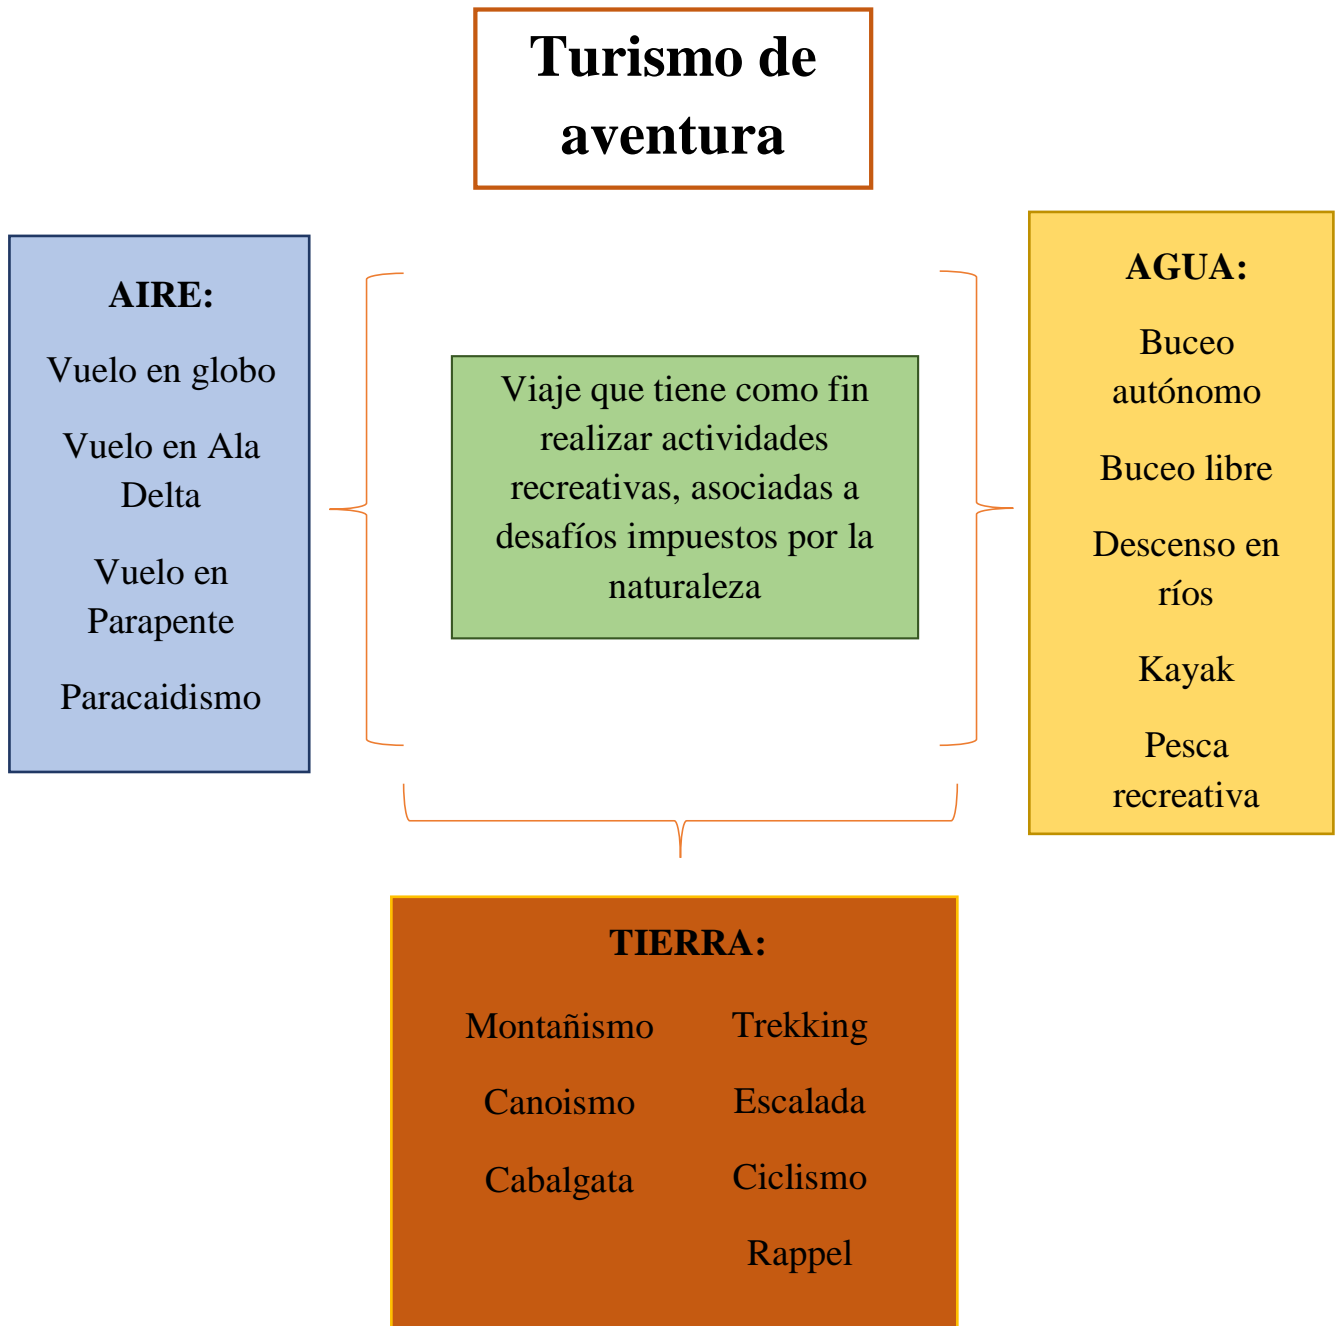 Turismo de
aventura
AIRE:
Vuelo en globo
Vuelo en Ala
Delta
Vuelo en
Parapente
Paracaidismo
Viaje que tiene como fin
realizar actividades
recreativas, asociadas a
desafíos impuestos por la
naturaleza
AGUA:
Buceo
autónomo
Buceo libre
Descenso en
ríos
Kayak
Pesca
recreativa
TIERRA:
Montañismo
Canoismo
Cabalgata
Trekking
Escalada
Ciclismo
Rappel